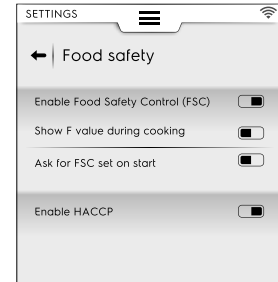 SETTINGS
Food safety
Enable Food Safety Control (FSC)
Show F value during cooking
Ask for FSC set on start
Enable HACCP